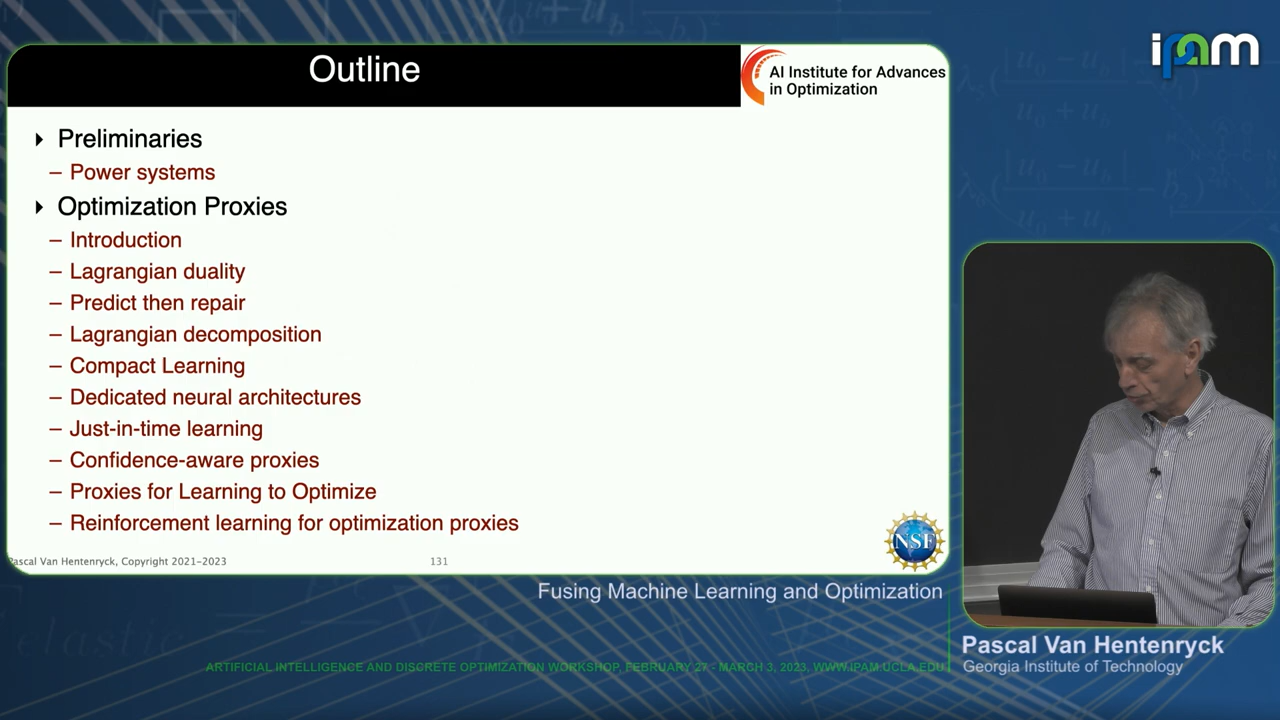 Outline
AI Institute for Advances
in Optimization
ipam
Preliminaries
– Power systems
Optimization Proxies
– Introduction
– Lagrangian duality
– Predict then repair
– Lagrangian decomposition
– Compact Learning
– Dedicated neural architectures
– Just-in-time learning
– Confidence-aware proxies
– Proxies for Learning to Optimize
– Reinforcement learning for optimization proxies
NSF
Pascal Van Hentenryck, Copyright 2021-2023
131
Fusing Machine Learning and Optimization
Pascal Van Hentenryck
Georgia Institute of Technology
ARTIFICIAL INTELLIGENCE AND DISCRETE OPTIMIZATION WORKSHOP, FEBRUARY 27 - MARCH 3, 2023, WWW.IPAM.UCLA.EDU
elastic